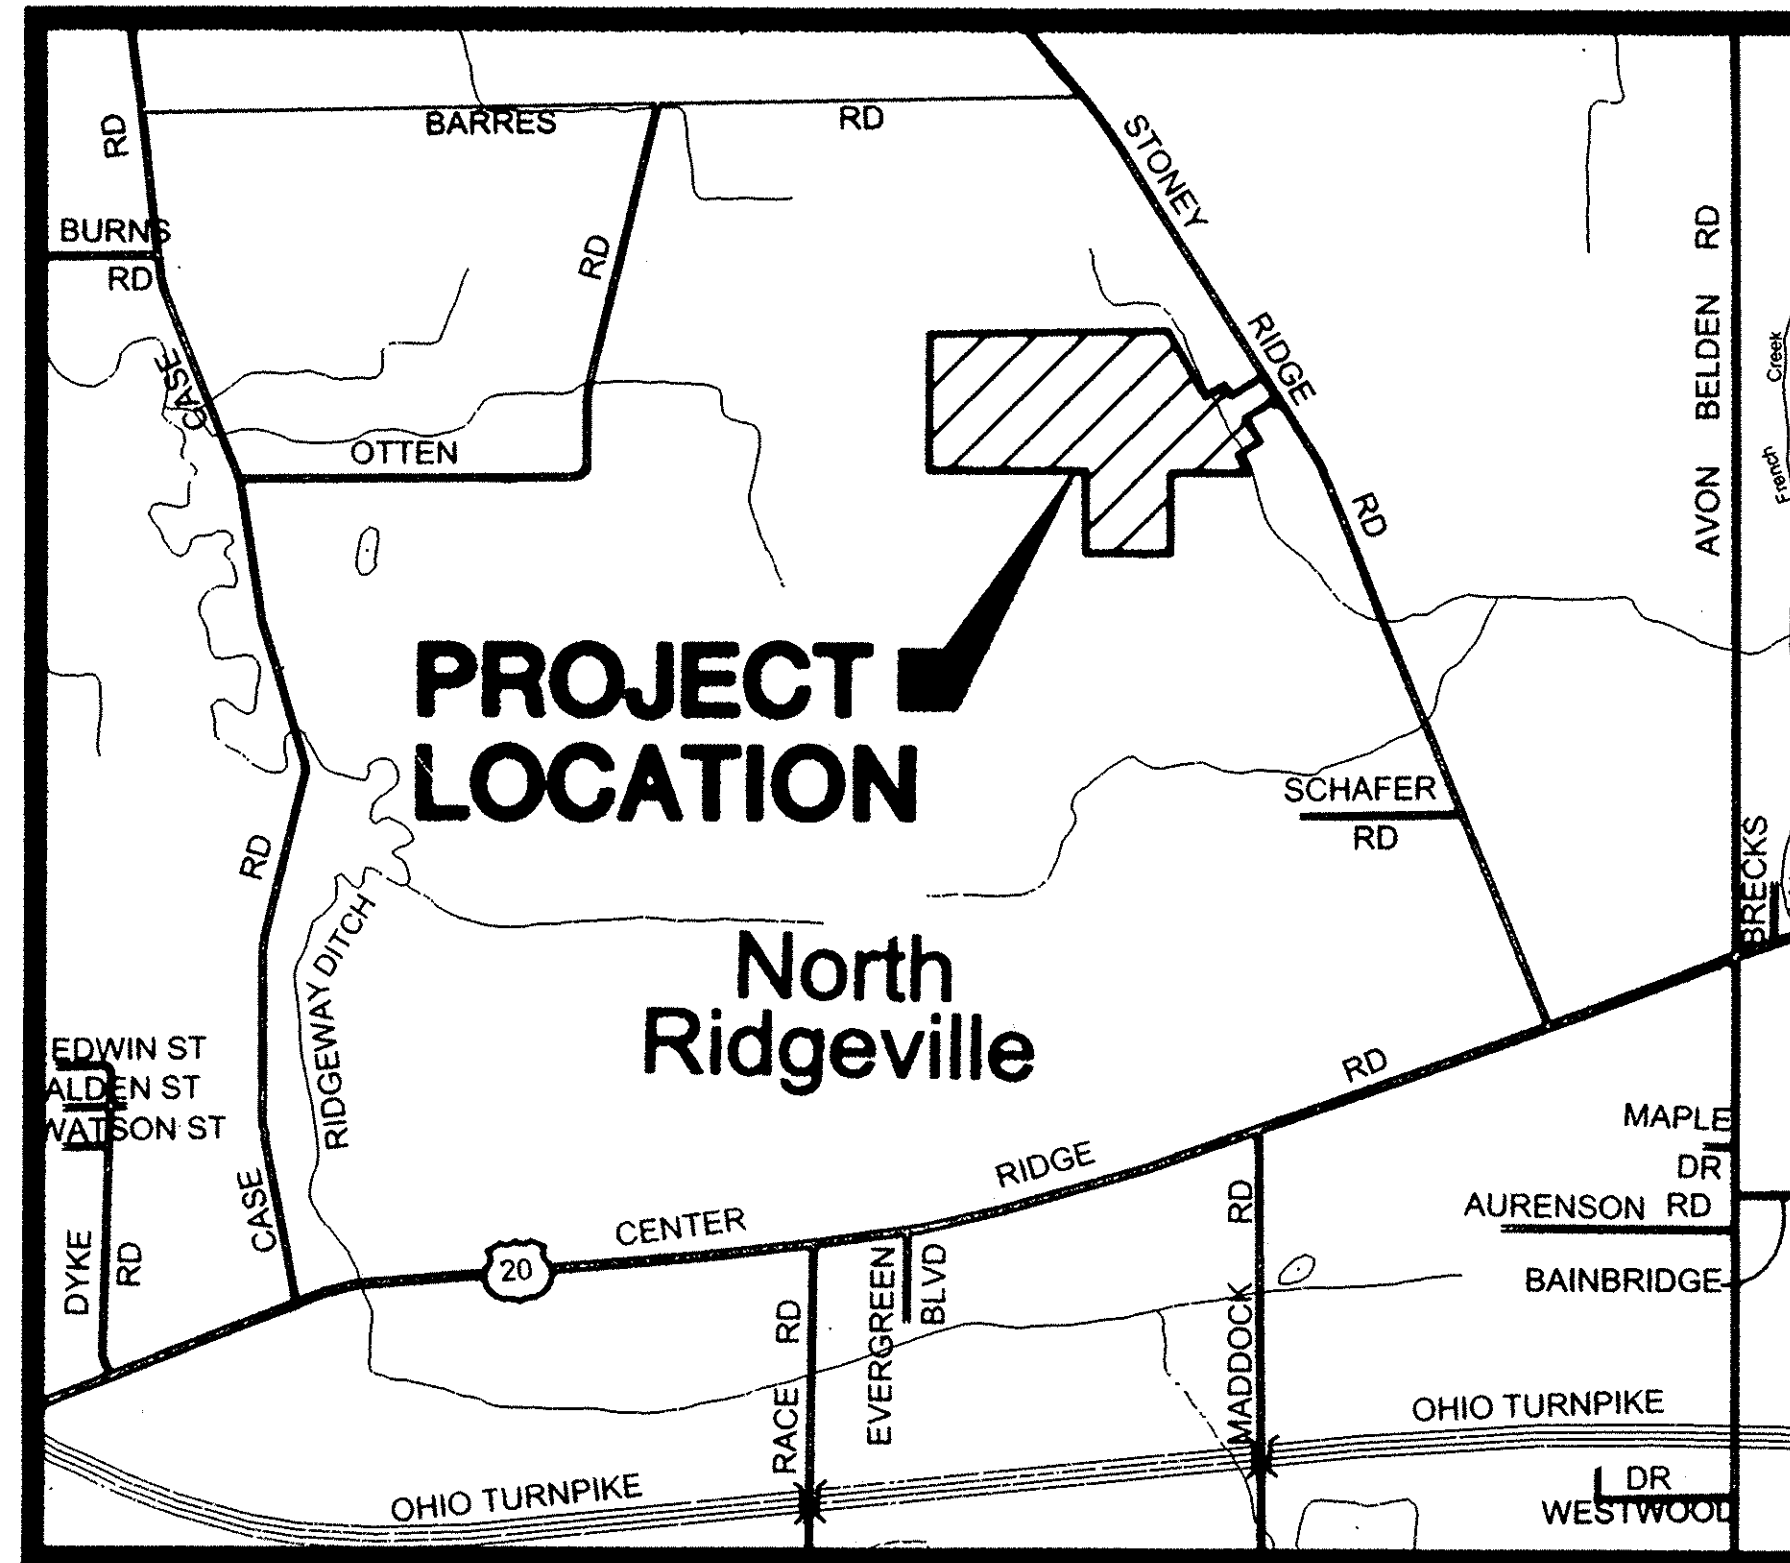 BARRES RD
RD
STONEY RIDGE RD
BURNS
RD
RD
CASE
OTTEN
AVON BELDEN RD
French Creek
PROJECT
LOCATION
SCHAFER
RD
RD
BRECKS
RIDGEWAY DITCH
North
Ridgeville
EDWIN ST
ALDEN ST
WATSON ST
CASE
DYKE
RD
CENTER RIDGE RD
20
MAPLE
DR
AURENSON RD
BAINBRIDGE
RACE RD
EVERGREEN
BLVD
MADDOCK RD
OHIO TURNPIKE
OHIO TURNPIKE
DR
WESTWOOD